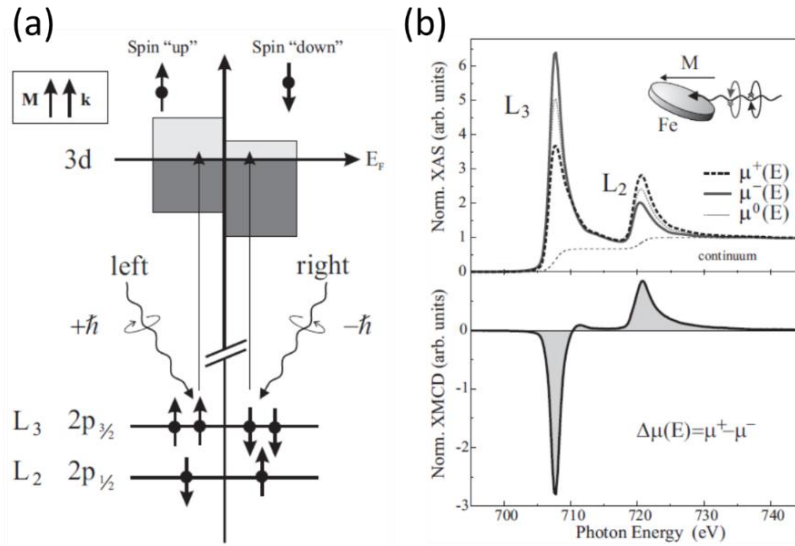 (a)
Spin “up”
Spin “down”
M k
3d
E_F
left
right
+ℏ
−ℏ
L₃ 2p₃/₂
L₂ 2p₁/₂
(b)
Norm. XAS (arb. units)
6
5
4
3
2
1
0
L₃
L₂
M
Fe
μ⁺(E)
μ⁻(E)
μ⁰(E)
continuum
Norm. XMCD (arb. units)
0
-1
-2
-3
Δμ(E)=μ⁺−μ⁻
700 710 720 730 740
Photon Energy (eV)